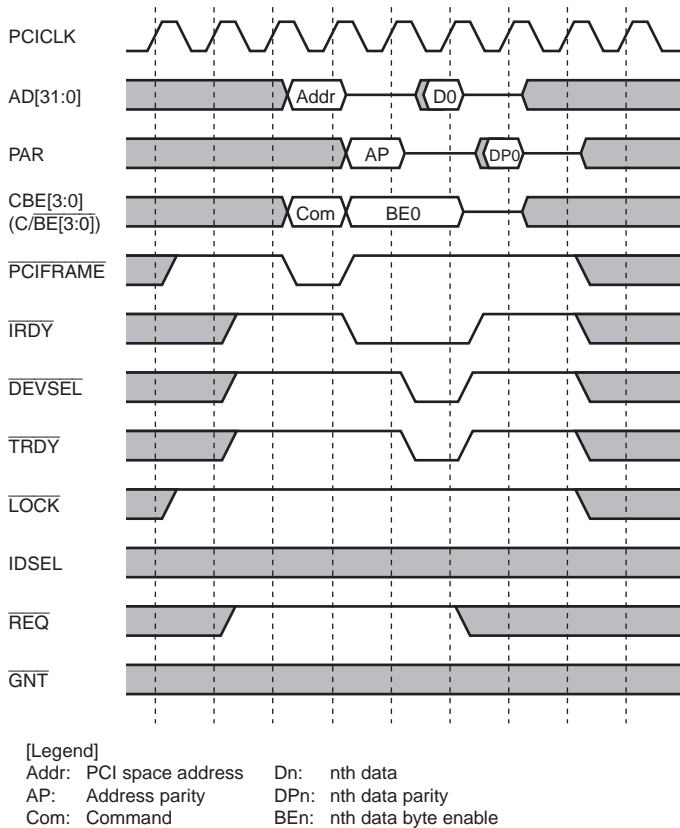 PCICLK
AD[31:0] Addr D0
PAR AP DP0
CBE[3:0]
(C/BE[3:0]) Com BE0
PCIFRAME
IRDY
DEVSEL
TRDY
LOCK
IDSEL
REQ
GNT
[Legend]
Addr: PCI space address Dn: nth data
AP: Address parity DPn: nth data parity
Com: Command BEn: nth data byte enable